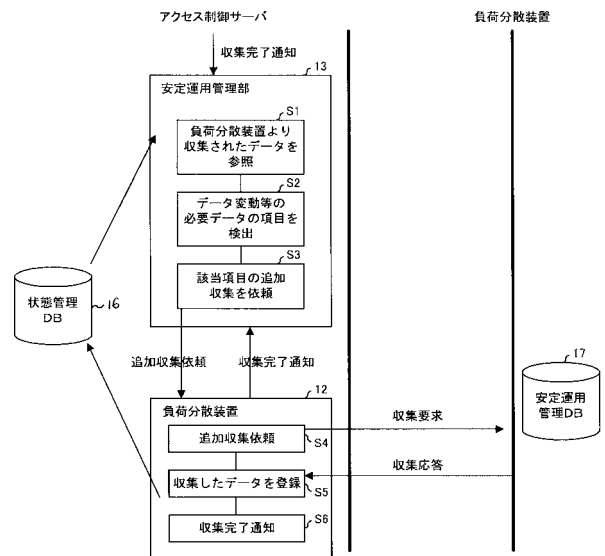 アクセス制御サーバ
負荷分散装置
収集完了通知
13
安定運用管理部
S1
負荷分散装置より
収集されたデータを
参照
S2
データ変動等の
必要データの項目を
検出
S3
該当項目の追加
収集を依頼
状態管理
DB
16
追加収集依頼
収集完了通知
17
安定運用
管理DB
12
負荷分散装置
収集要求
追加収集依頼
S4
収集応答
収集したデータを登録
S5
収集完了通知
S6